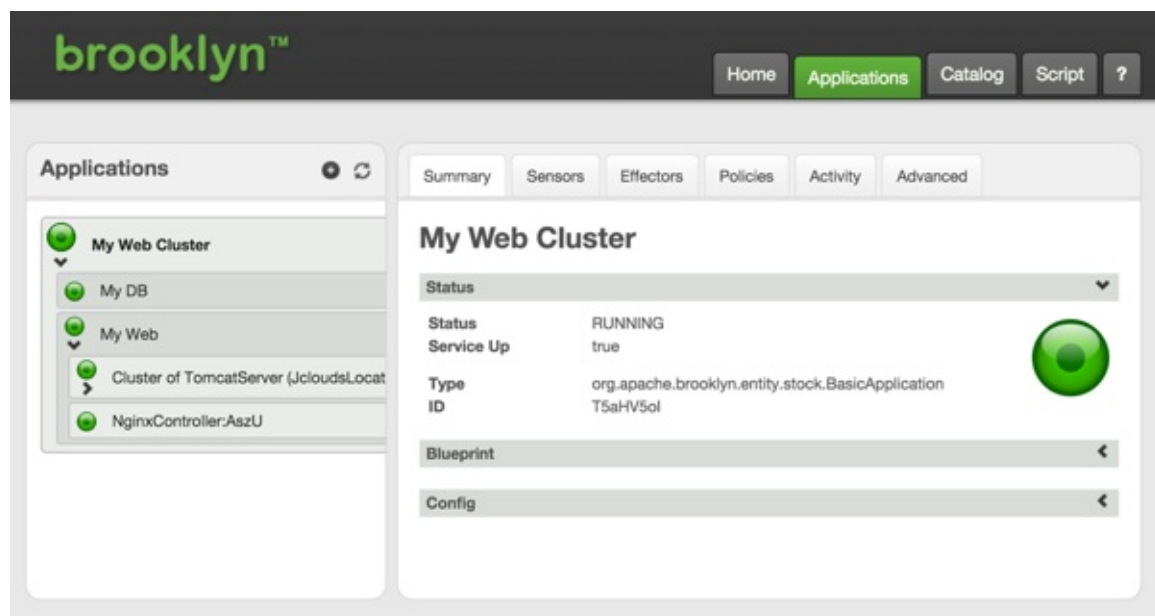 brooklyn™
Home Applications Catalog Script ?
Applications
My Web Cluster
My DB
My Web
Cluster of TomcatServer (JcloudsLocat
NginxController:AszU
Summary Sensors Effectors Policies Activity Advanced
My Web Cluster
Status
Status RUNNING
Service Up true
Type org.apache.brooklyn.entity.stock.BasicApplication
ID T5aHV5oI
Blueprint
Config